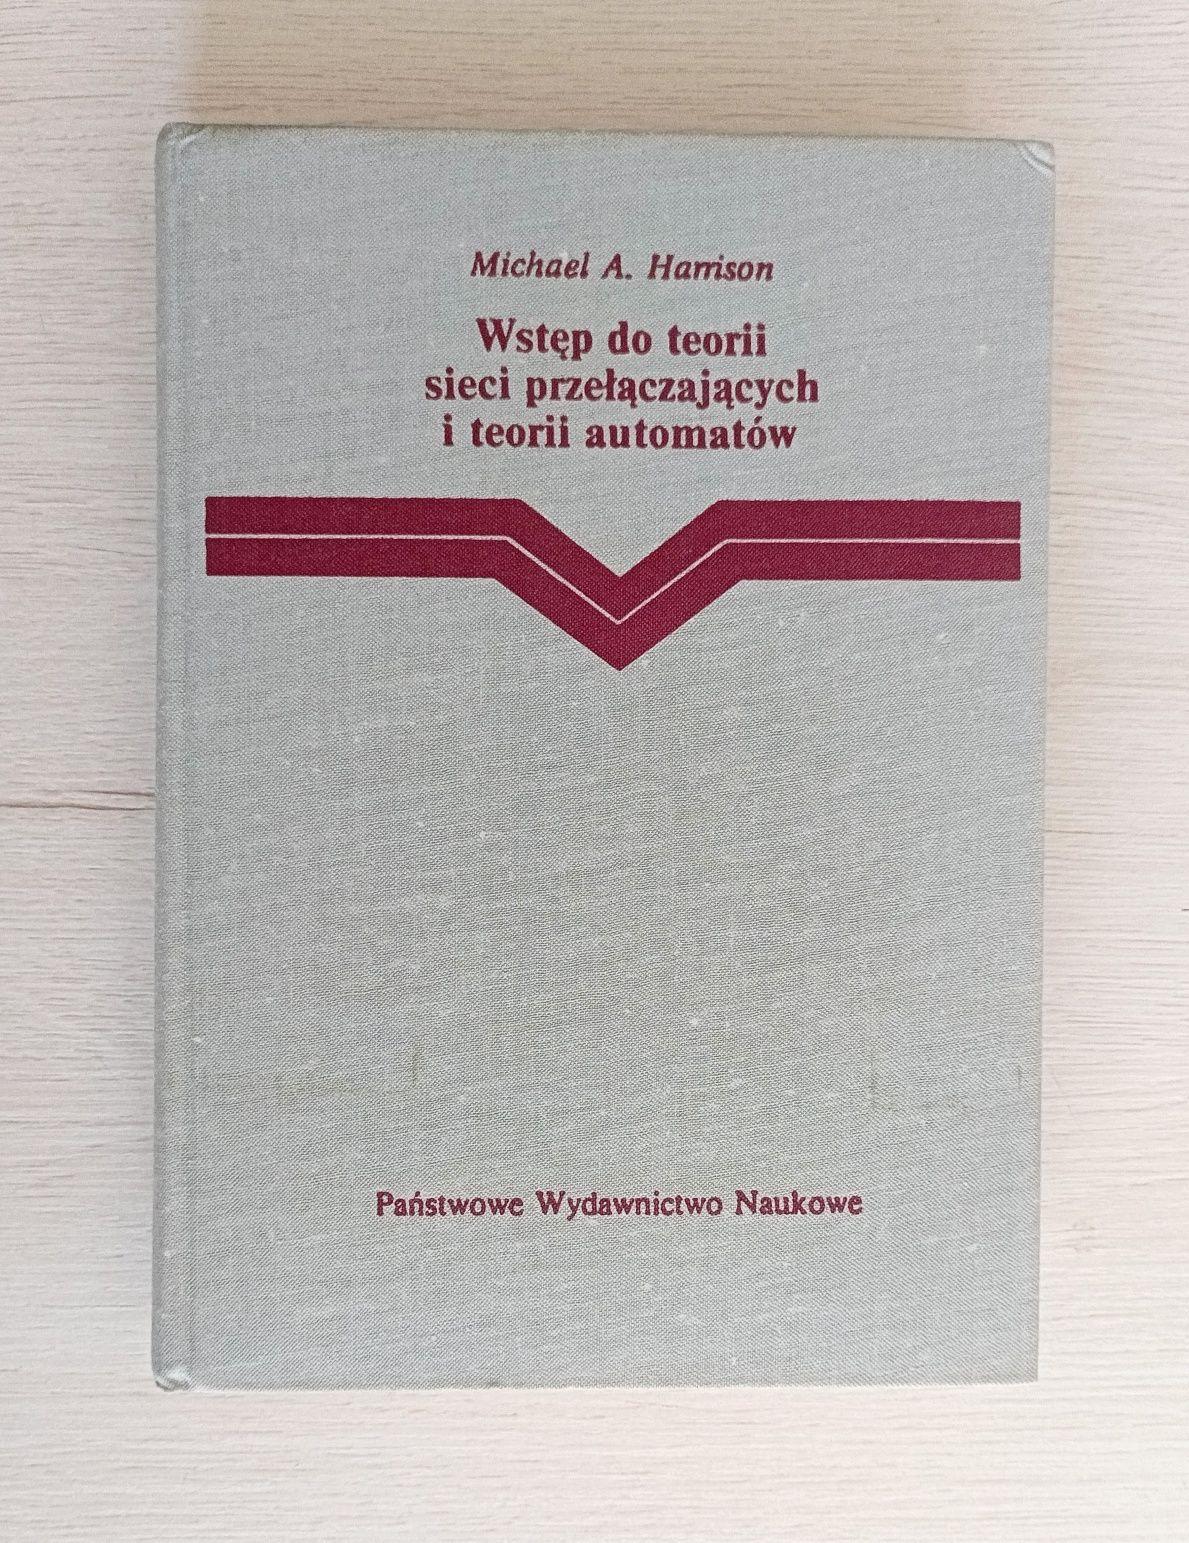 Michael A. Harrison
Wstęp do teorii
sieci przełączających
i teorii automatów
Państwowe Wydawnictwo Naukowe